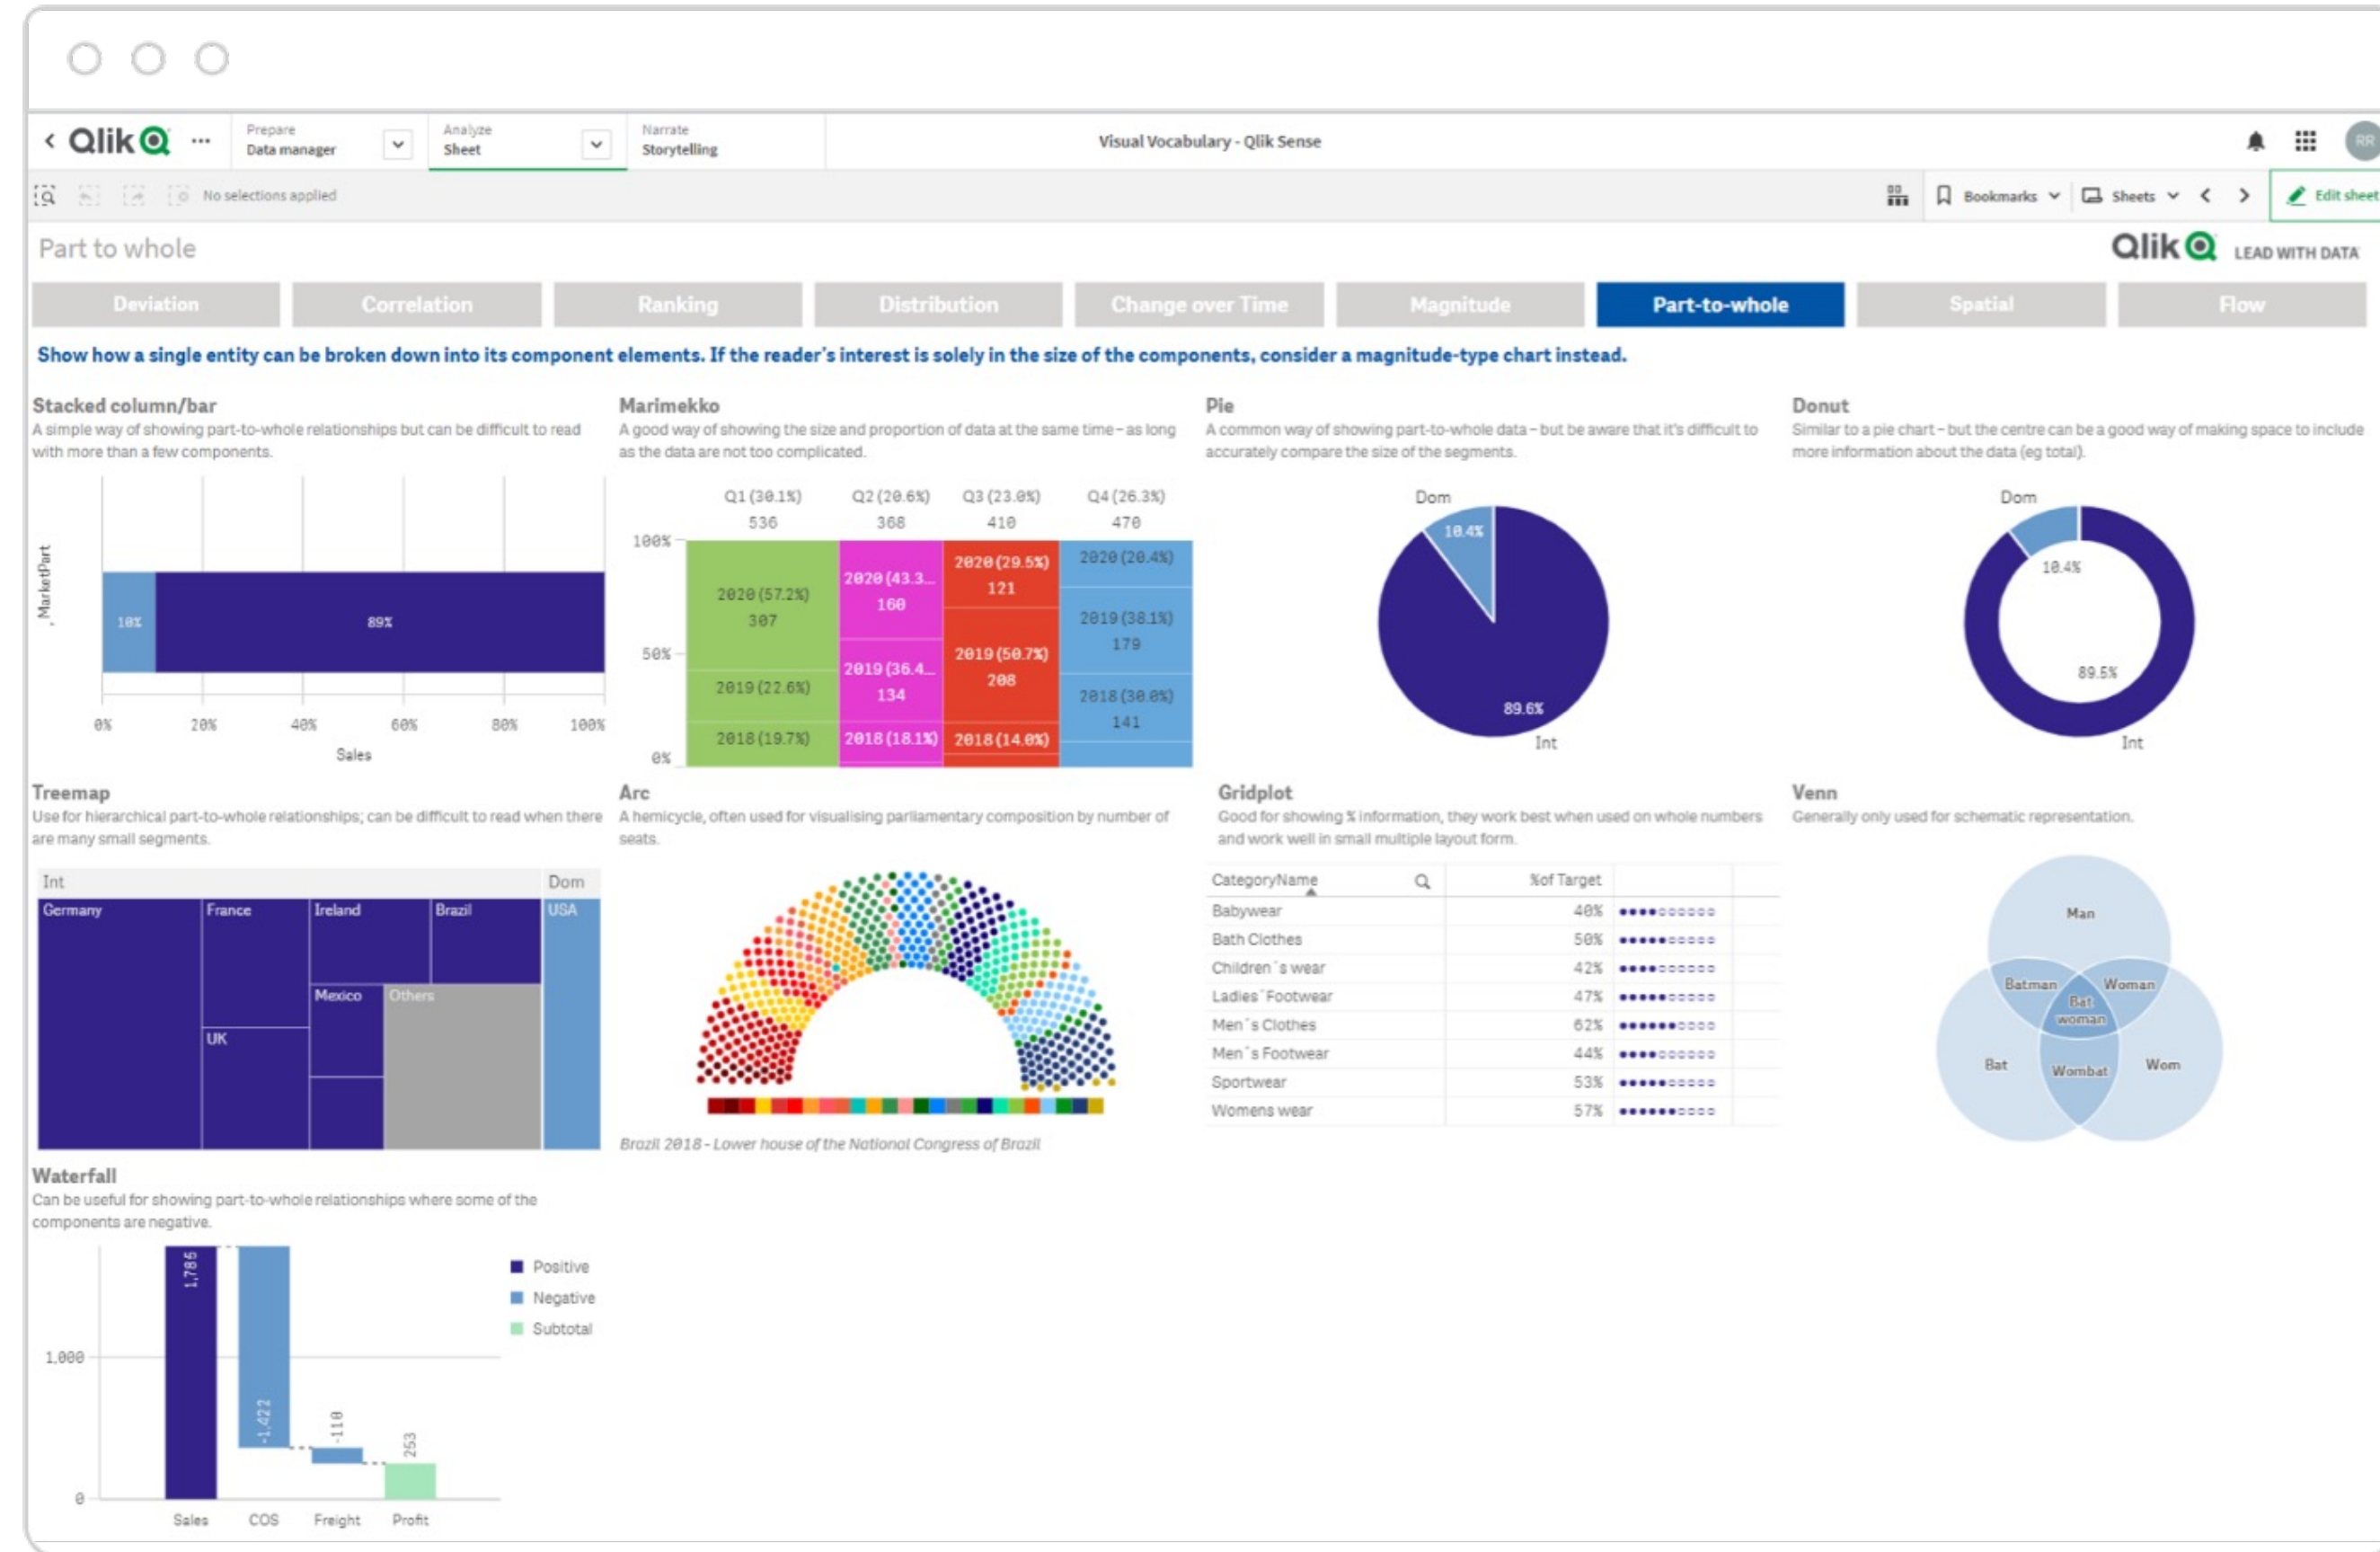 Qlik
Prepare
Data manager
Analyze
Sheet
Narrate
Storytelling
Visual Vocabulary - Qlik Sense
RR
No selections applied
Bookmarks
Sheets
Edit sheet
Part to whole
Qlik LEAD WITH DATA
Deviation
Correlation
Ranking
Distribution
Change over Time
Magnitude
Part-to-whole
Spatial
Flow
Show how a single entity can be broken down into its component elements. If the reader's interest is solely in the size of the components, consider a magnitude-type chart instead.
Stacked column/bar
A simple way of showing part-to-whole relationships but can be difficult to read
with more than a few components.
, MarketPart
10%
89%
0% 20% 40% 60% 80% 100%
Sales
Marimekko
A good way of showing the size and proportion of data at the same time – as long
as the data are not too complicated.
Q1 (30.1%) Q2 (20.6%) Q3 (23.0%) Q4 (26.3%)
536 368 410 470
100%
50%
0%
2020 (57.2%)
307
2019 (22.6%)
2018 (19.7%)
2020 (43.3...
160
2019 (36.4...
134
2018 (18.1%)
2020 (29.5%)
121
2019 (50.7%)
208
2018 (14.0%)
2020 (20.4%)
2019 (38.1%)
179
2018 (30.0%)
141
Pie
A common way of showing part-to-whole data – but be aware that it's difficult to
accurately compare the size of the segments.
Dom
10.4%
89.6%
Int
Donut
Similar to a pie chart – but the centre can be a good way of making space to include
more information about the data (eg total).
Dom
10.4%
89.5%
Int
Treemap
Use for hierarchical part-to-whole relationships; can be difficult to read when there
are many small segments.
Int Dom
Germany France Ireland Brazil USA
Mexico Others
UK
Arc
A hemicycle, often used for visualising parliamentary composition by number of
seats.
Brazil 2018 - Lower house of the National Congress of Brazil
Gridplot
Good for showing % information, they work best when used on whole numbers
and work well in small multiple layout form.
CategoryName %of Target
Babywear 40%
Bath Clothes 50%
Children´s wear 42%
Ladies´Footwear 47%
Men´s Clothes 62%
Men´s Footwear 44%
Sportwear 53%
Womens wear 57%
Venn
Generally only used for schematic representation.
Man
Batman
Woman
Bat
woman
Bat
Wombat
Wom
Waterfall
Can be useful for showing part-to-whole relationships where some of the
components are negative.
1,000
0
1,785
-1,422
-110
253
Sales COS Freight Profit
Positive
Negative
Subtotal